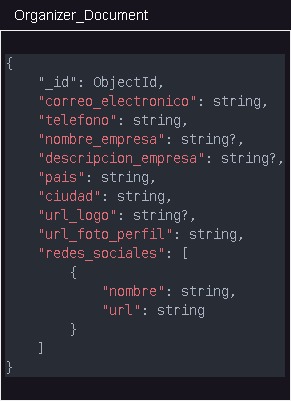 Organizer_Document
{
"_id": ObjectId,
"correo_electronico": string,
"telefono": string,
"nombre_empresa": string?,
"descripcion_empresa": string?,
"pais": string,
"ciudad": string,
"url_logo": string?,
"url_foto_perfil": string,
"redes_sociales": [
{
"nombre": string,
"url": string
}
]
}